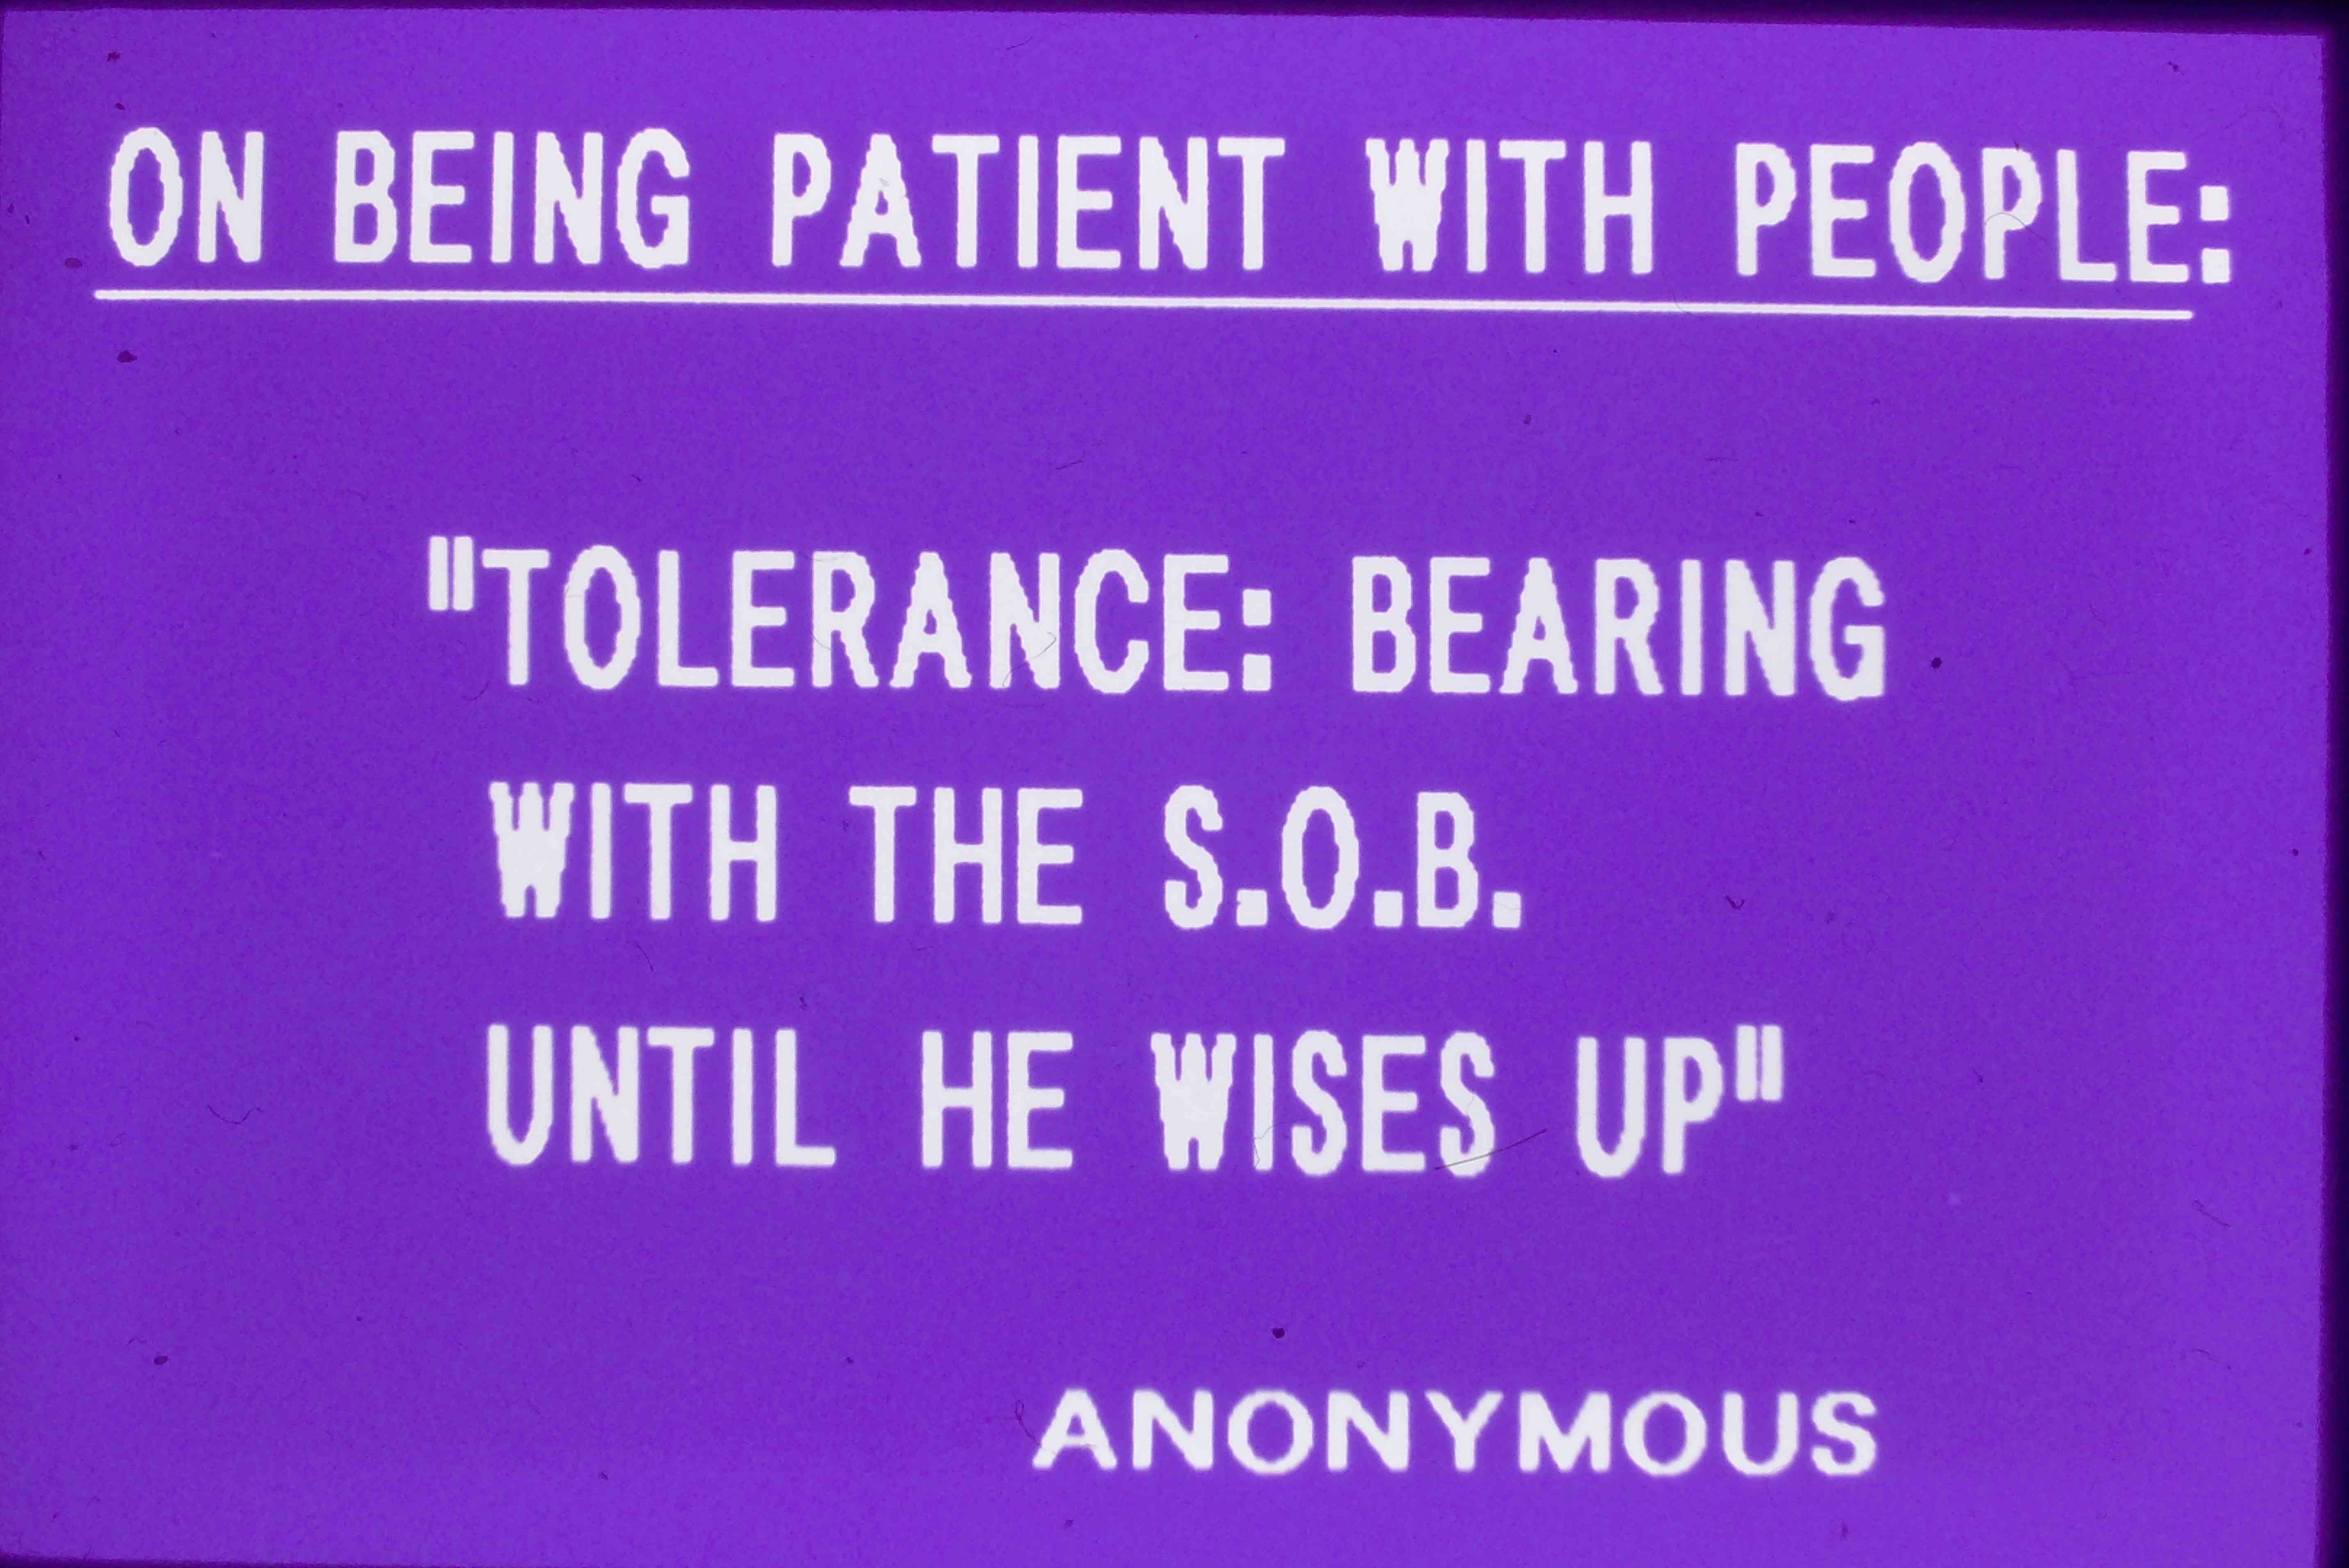 ON BEING PATIENT WITH PEOPLE:
"TOLERANCE: BEARING
WITH THE S.O.B.
UNTIL HE WISES UP"
ANONYMOUS